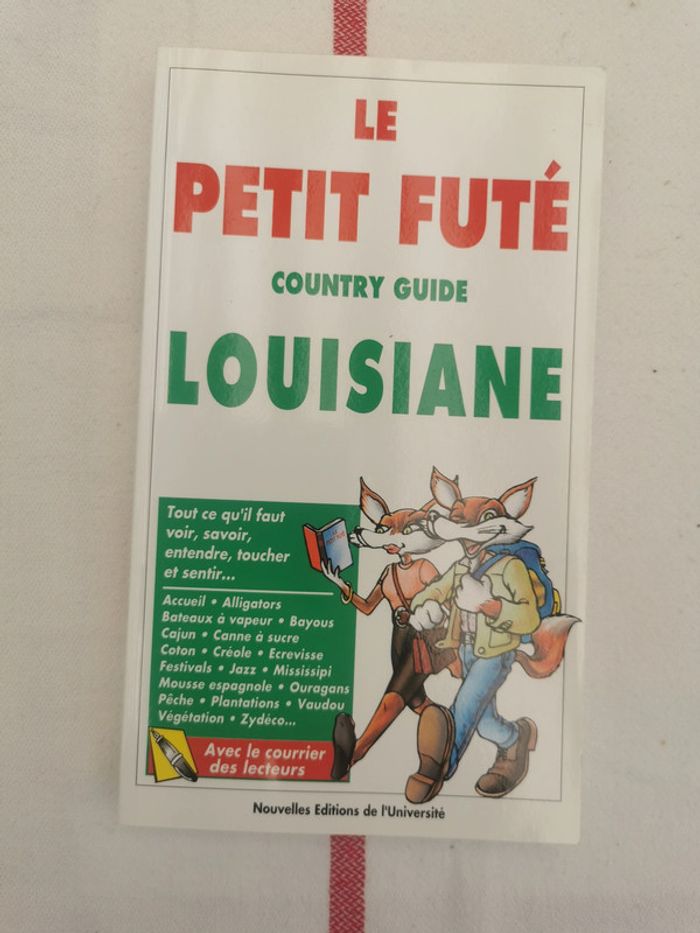 LE
PETIT FUTÉ
COUNTRY GUIDE
LOUISIANE
Tout ce qu'il faut
voir, savoir,
entendre, toucher
et sentir...
Accueil • Alligators
Bateaux à vapeur • Bayous
Cajun • Canne à sucre
Coton • Créole • Ecrevisse
Festivals • Jazz • Mississipi
Mousse espagnole • Ouragans
Pêche • Plantations • Vaudou
Végétation • Zydéco...
Avec le courrier
des lecteurs
Nouvelles Editions de l'Université